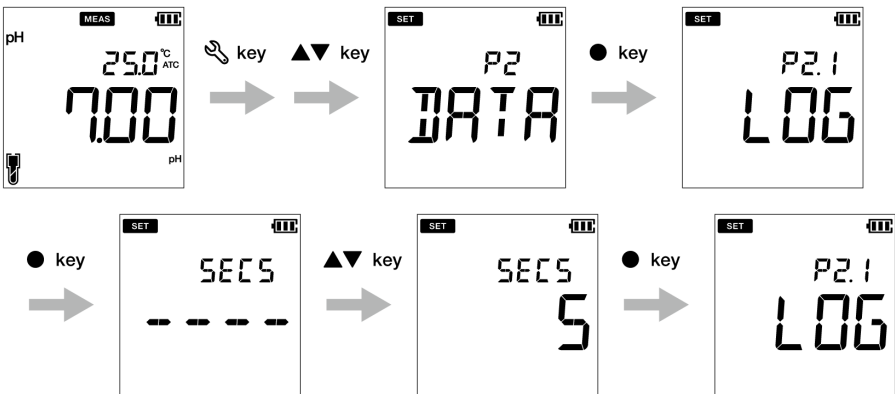 MEAS
pH
25.0 °C
ATC
7.00
pH
key
▲▼ key
SET
P2
DATA
● key
SET
P2.1
LOG
● key
SET
SECS
- - - -
▲▼ key
SET
SECS
5
● key
SET
P2.1
LOG